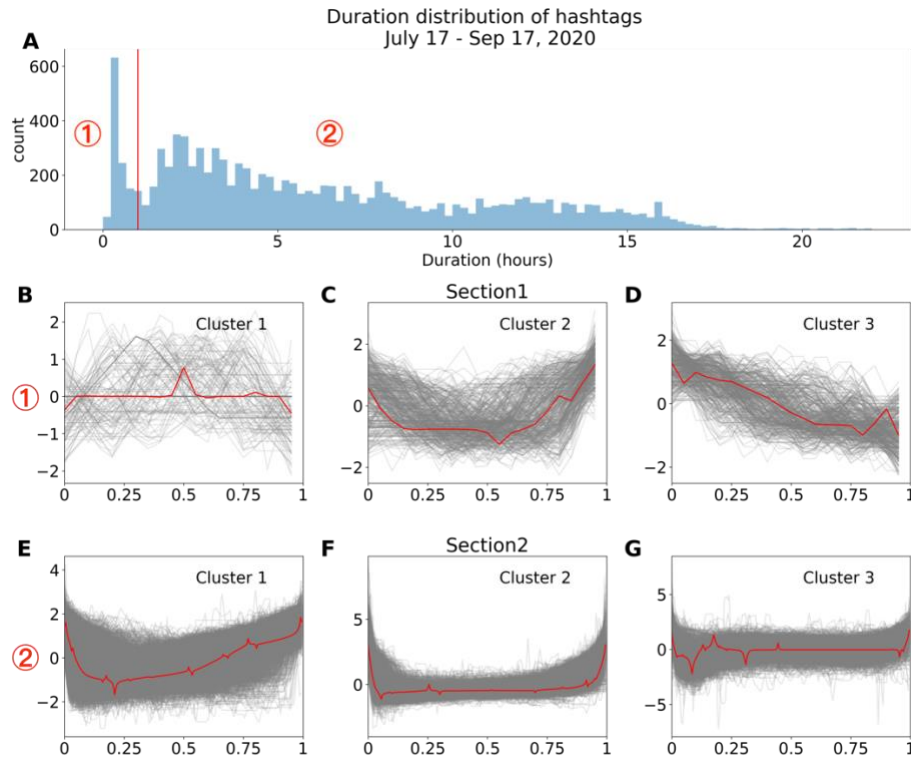 Duration distribution of hashtags
July 17 - Sep 17, 2020
A
600
400
200
0
count
①
②
0 5 10 15 20
Duration (hours)
Section1
B
Cluster 1
2
1
0
-1
-2
0 0.25 0.5 0.75 1
①
C
Cluster 2
2
0
−2
0 0.25 0.5 0.75 1
D
Cluster 3
2
0
−2
0 0.25 0.5 0.75 1
Section2
E
Cluster 1
4
2
0
−2
0 0.25 0.5 0.75 1
②
F
Cluster 2
5
0
0 0.25 0.5 0.75 1
G
Cluster 3
5
0
−5
0 0.25 0.5 0.75 1